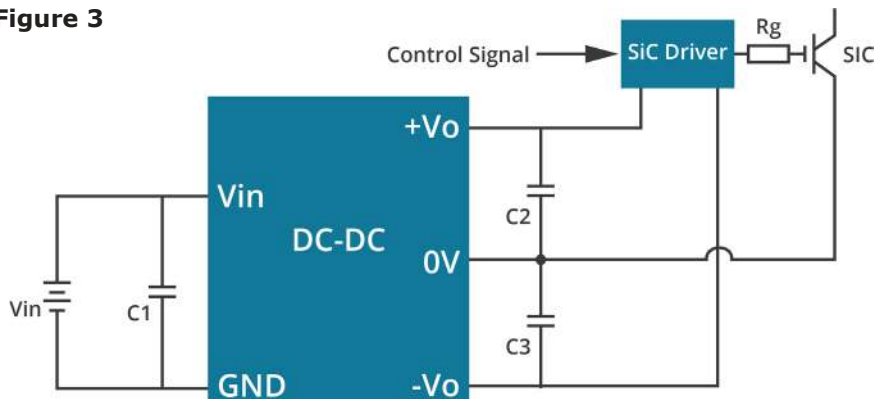 Figure 3
Control Signal
SiC Driver
Rg
SIC
+Vo
Vin
C2
DC-DC
0V
Vin
C1
C3
GND
-Vo